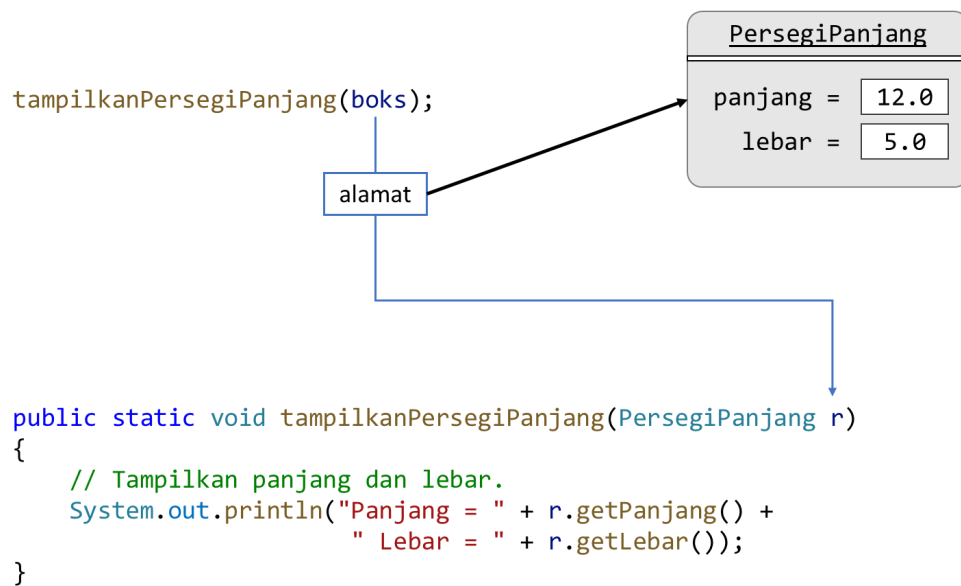 PersegiPanjang
tampilkanPersegiPanjang(boks);
panjang = 12.0
lebar = 5.0
alamat
public static void tampilkanPersegiPanjang(PersegiPanjang r)
{
    // Tampilkan panjang dan lebar.
    System.out.println("Panjang = " + r.getPanjang() +
                       " Lebar = " + r.getLebar());
}